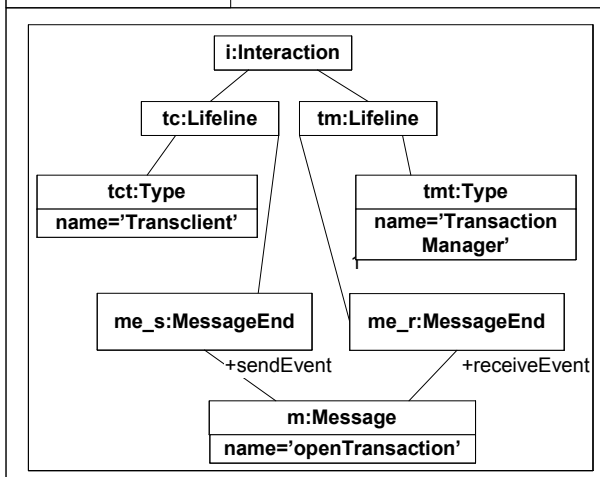 i:Interaction
tc:Lifeline
tm:Lifeline
tct:Type
name=’Transclient’
tmt:Type
name=’Transaction
Manager’
1
me_s:MessageEnd
me_r:MessageEnd
+sendEvent
+receiveEvent
m:Message
name=’openTransaction’